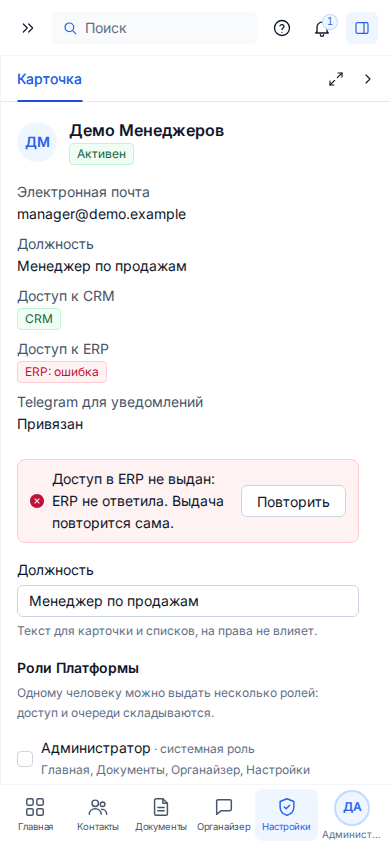 Поиск
1
Карточка
ДМ
Демо Менеджеров
Активен
Электронная почта
manager@demo.example
Должность
Менеджер по продажам
Доступ к CRM
CRM
Доступ к ERP
ERP: ошибка
Telegram для уведомлений
Привязан
Доступ в ERP не выдан:
ERP не ответила. Выдача
повторится сама.
Повторить
Должность
Менеджер по продажам
Текст для карточки и списков, на права не влияет.
Роли Платформы
Одному человеку можно выдать несколько ролей:
доступ и очереди складываются.
Администратор · системная роль
Главная, Документы, Органайзер, Настройки
Главная
Контакты
Документы
Органайзер
Настройки
ДА
Админист...